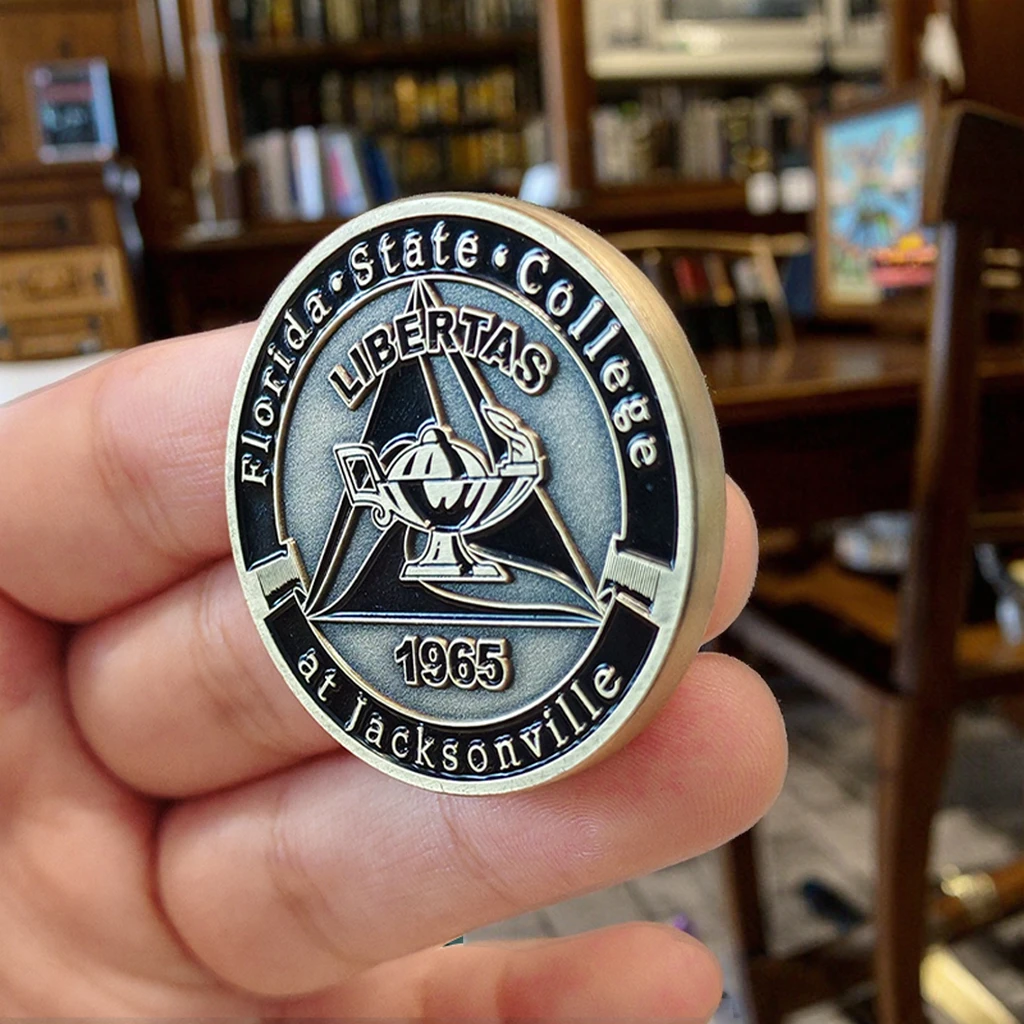 Florida • State • College
LIBERTAS
1965
at Jacksonville